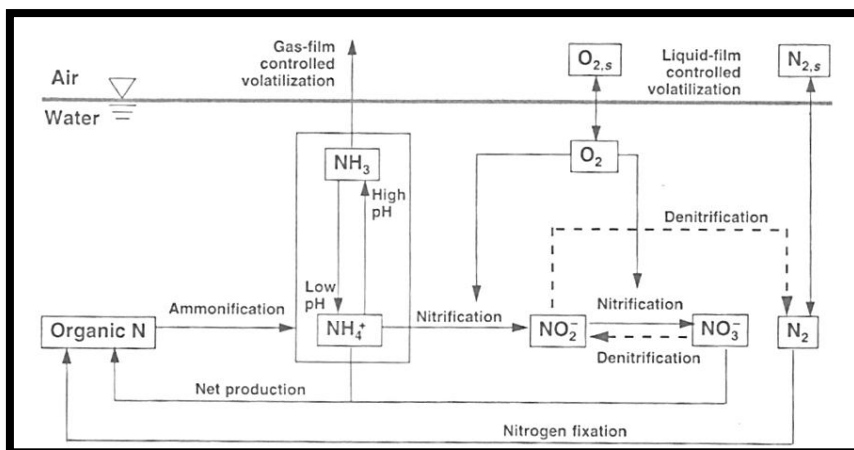 Gas-film
controlled
volatilization
O2,s
Liquid-film
controlled
volatilization
N2,s
Air
Water
NH3
O2
High
pH
Denitrification
Low
pH
Ammonification
Nitrification
Nitrification
Organic N
NH4+
NO2−
NO3−
N2
Denitrification
Net production
Nitrogen fixation